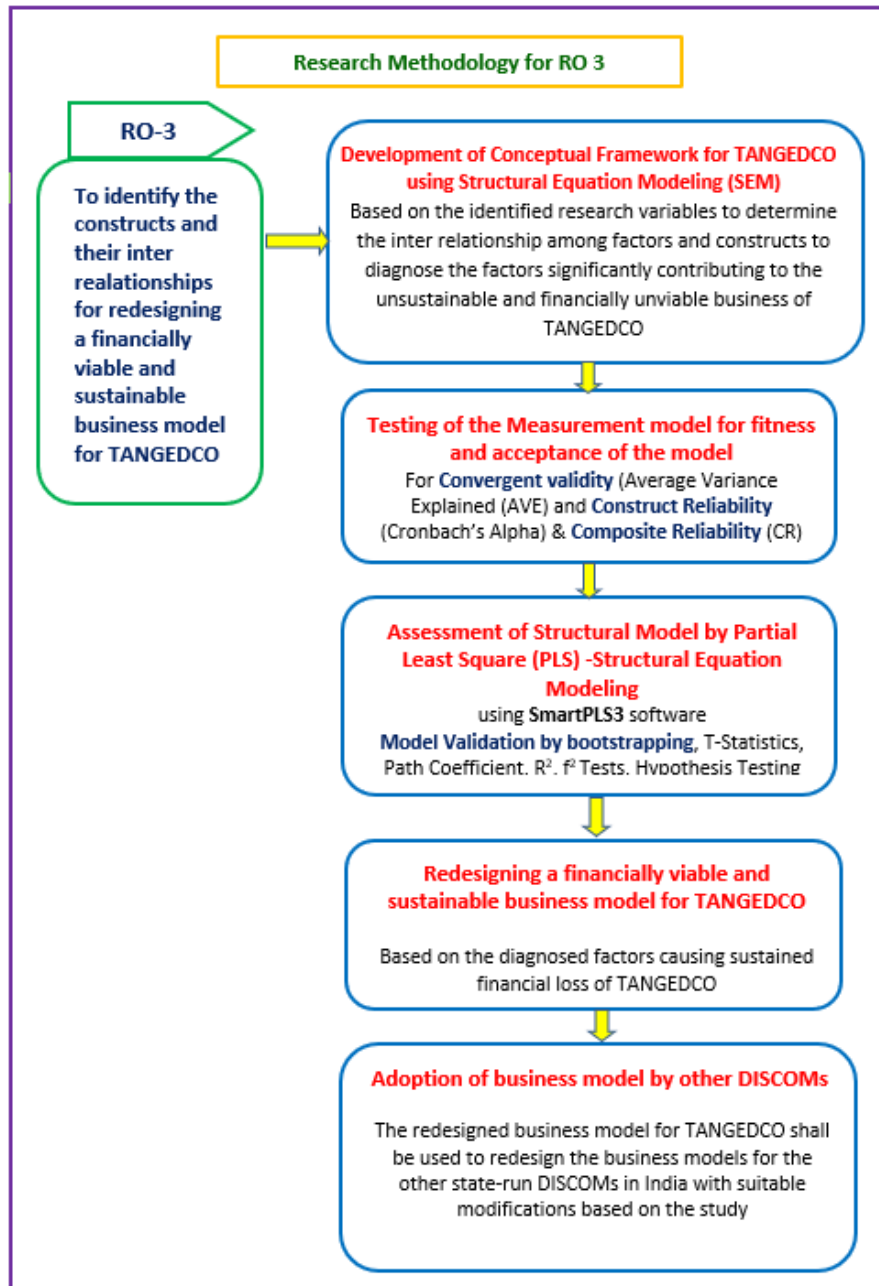 Research Methodology for RO 3
RO-3
To identify the
constructs and
their inter
realationships
for redesigning
a financially
viable and
sustainable
business model
for TANGEDCO
Development of Conceptual Framework for TANGEDCO
using Structural Equation Modeling (SEM)
Based on the identified research variables to determine
the inter relationship among factors and constructs to
diagnose the factors significantly contributing to the
unsustainable and financially unviable business of
TANGEDCO
Testing of the Measurement model for fitness
and acceptance of the model
For Convergent validity (Average Variance
Explained (AVE) and Construct Reliability
(Cronbach's Alpha) & Composite Reliability (CR)
Assessment of Structural Model by Partial
Least Square (PLS) -Structural Equation
Modeling
using SmartPLS3 software
Model Validation by bootstrapping, T-Statistics,
Path Coefficient, R², f² Tests, Hypothesis Testing
Redesigning a financially viable and
sustainable business model for TANGEDCO
Based on the diagnosed factors causing sustained
financial loss of TANGEDCO
Adoption of business model by other DISCOMs
The redesigned business model for TANGEDCO shall
be used to redesign the business models for the
other state-run DISCOMs in India with suitable
modifications based on the study